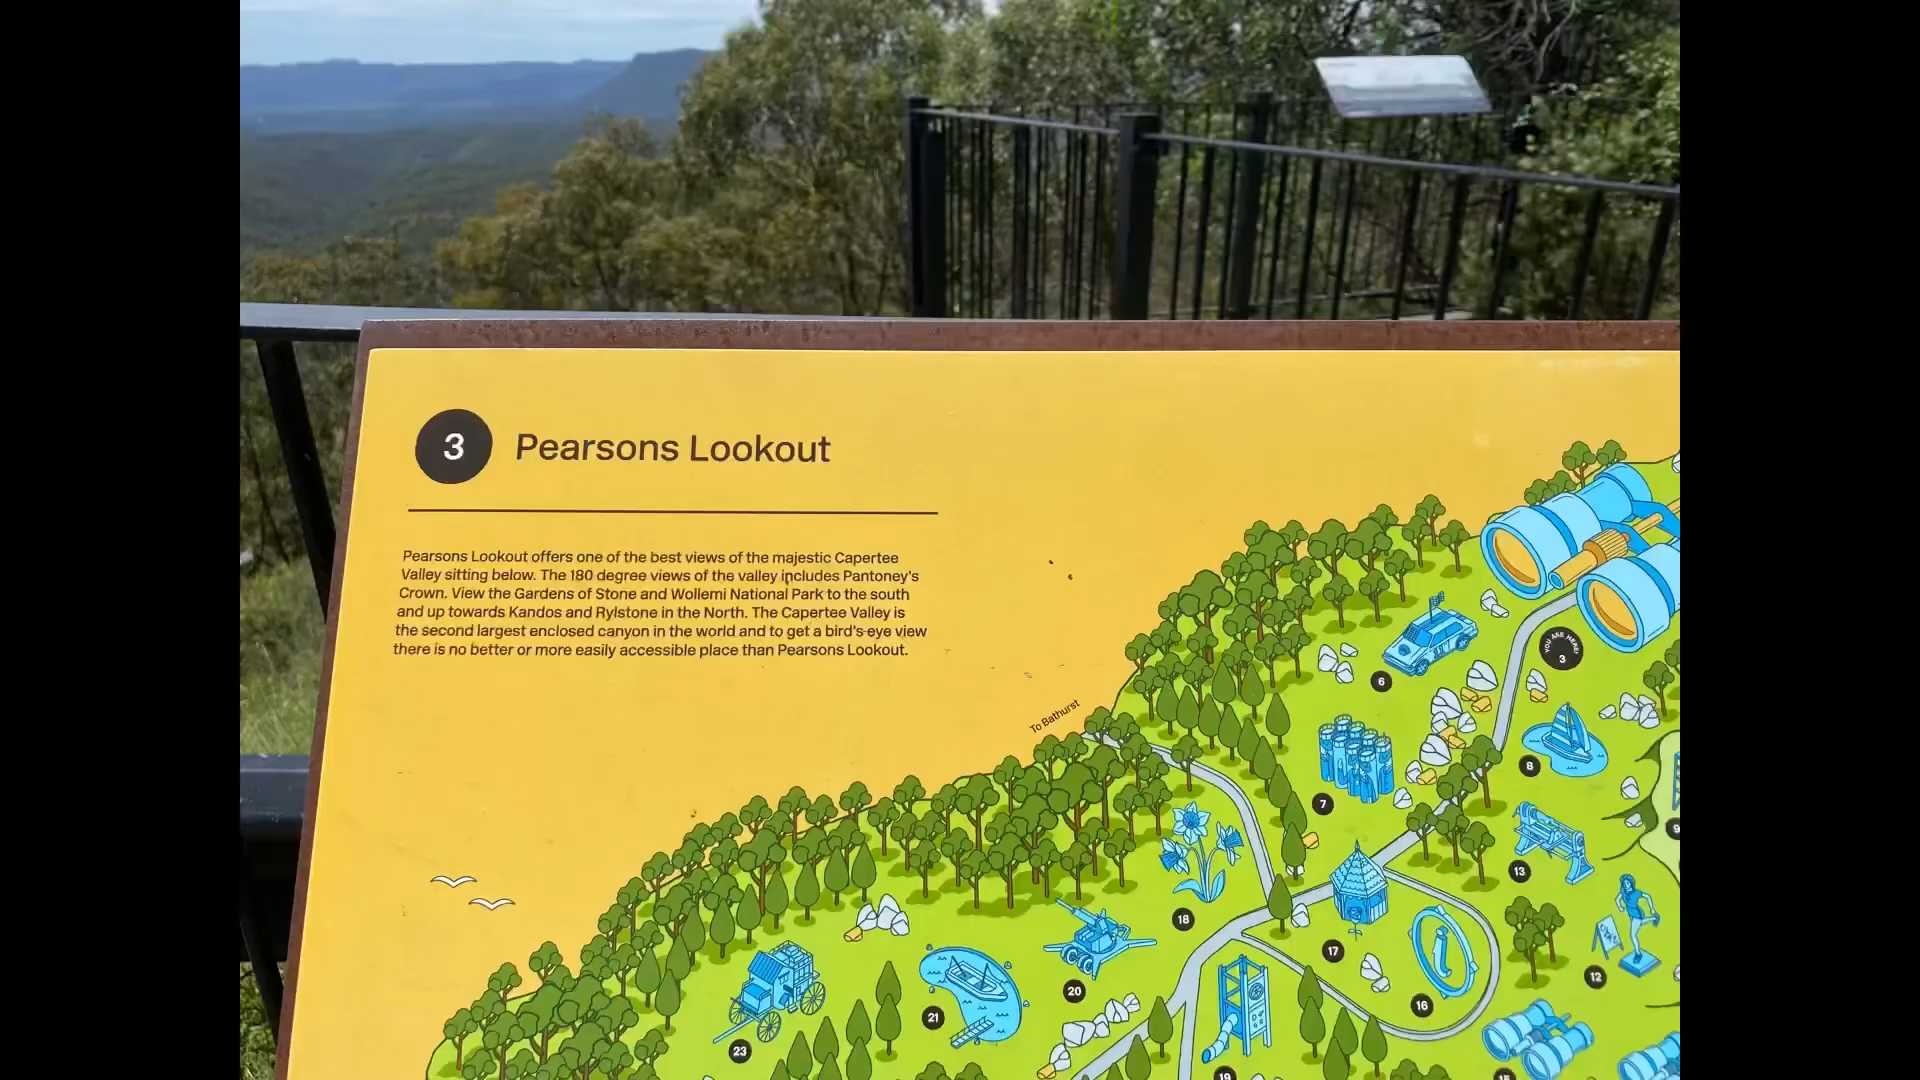 3 Pearsons Lookout
Pearsons Lookout offers one of the best views of the majestic Capertee
Valley sitting below. The 180 degree views of the valley includes Pantoney's
Crown. View the Gardens of Stone and Wollemi National Park to the south
and up towards Kandos and Rylstone in the North. The Capertee Valley is
the second largest enclosed canyon in the world and to get a bird's-eye view
there is no better or more easily accessible place than Pearsons Lookout.
YOU ARE HERE!
3
6
To Bathurst
8
7
9
13
18
17
12
20
16
21
23
19
15